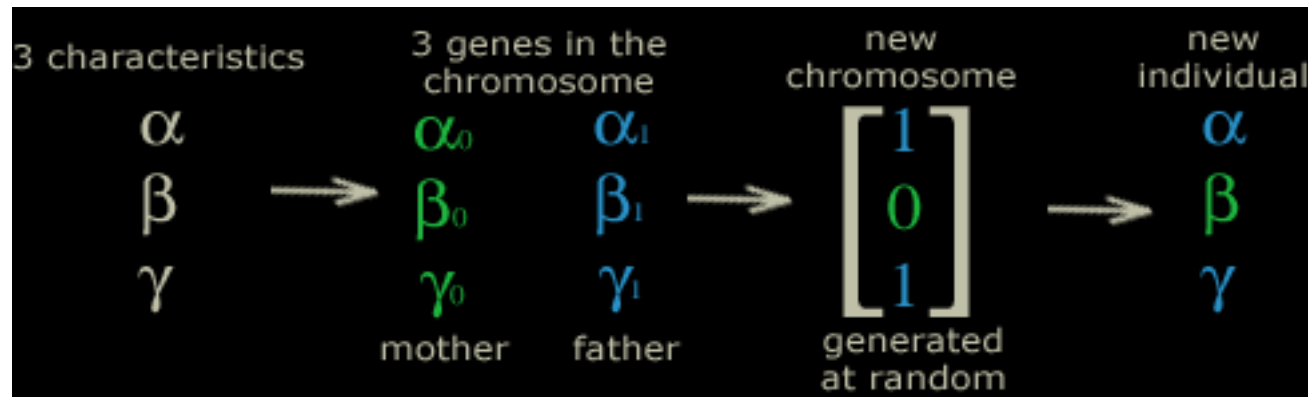 3 characteristics
α
β
γ
3 genes in the
chromosome
α₀ α₁
β₀ β₁
γ₀ γ₁
mother father
new
chromosome
1
0
1
generated
at random
new
individual
α
β
γ